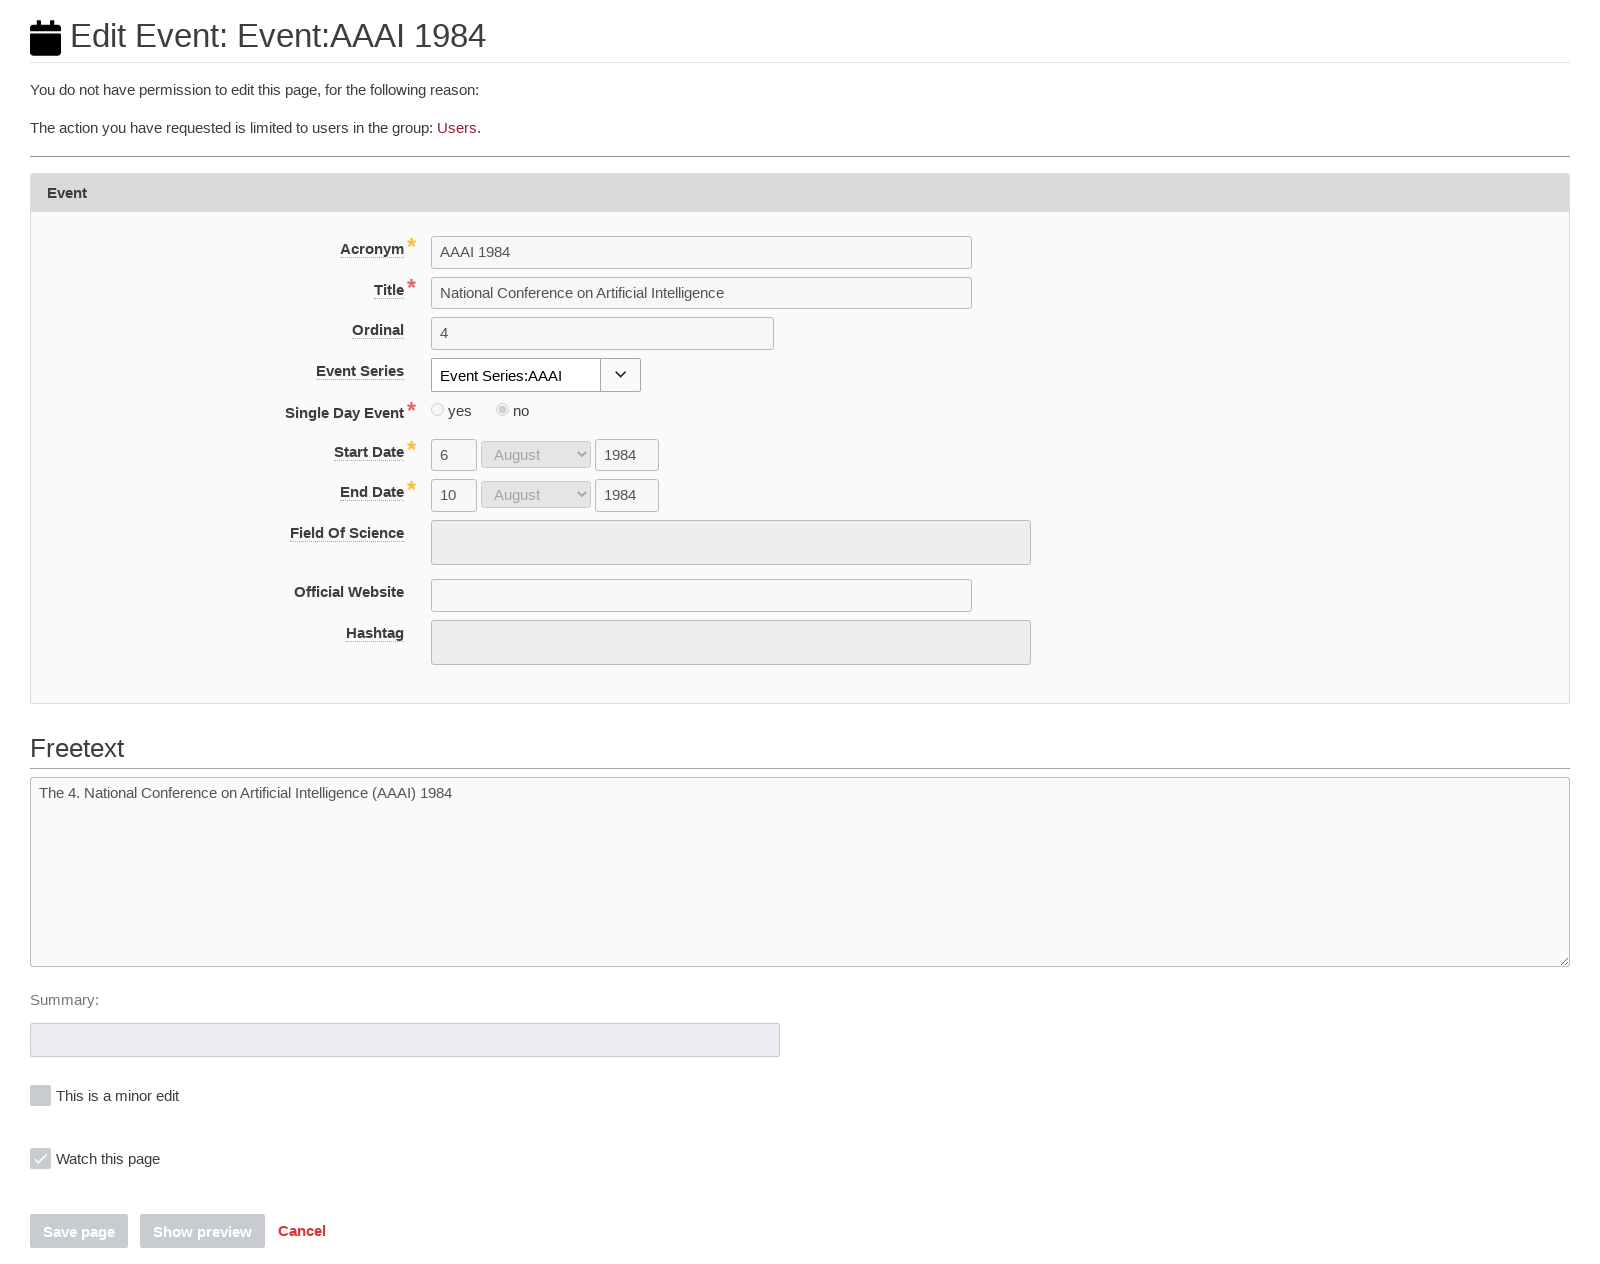 Edit Event: Event:AAAI 1984
You do not have permission to edit this page, for the following reason:
The action you have requested is limited to users in the group: Users.
Event
Acronym * AAAI 1984
Title * National Conference on Artificial Intelligence
Ordinal 4
Event Series Event Series:AAAI
Single Day Event * yes no
Start Date * 6 August 1984
End Date * 10 August 1984
Field Of Science
Official Website
Hashtag
Freetext
The 4. National Conference on Artificial Intelligence (AAAI) 1984
Summary:
This is a minor edit
Watch this page
Save page Show preview Cancel